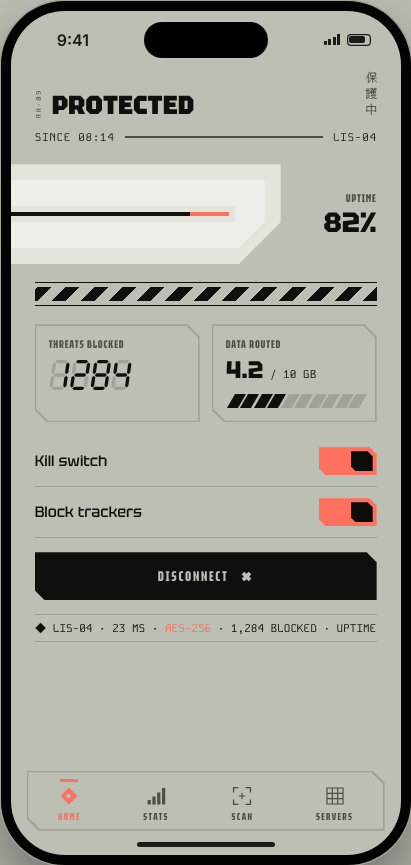 9:41
BK/09
PROTECTED
保護中
SINCE 08:14
LIS-04
UPTIME
82%
THREATS BLOCKED
1284
DATA ROUTED
4.2 / 10 GB
Kill switch
Block trackers
DISCONNECT ✖
◆ LIS-04 · 23 MS · AES-256 · 1,284 BLOCKED · UPTIME
HOME
STATS
SCAN
SERVERS